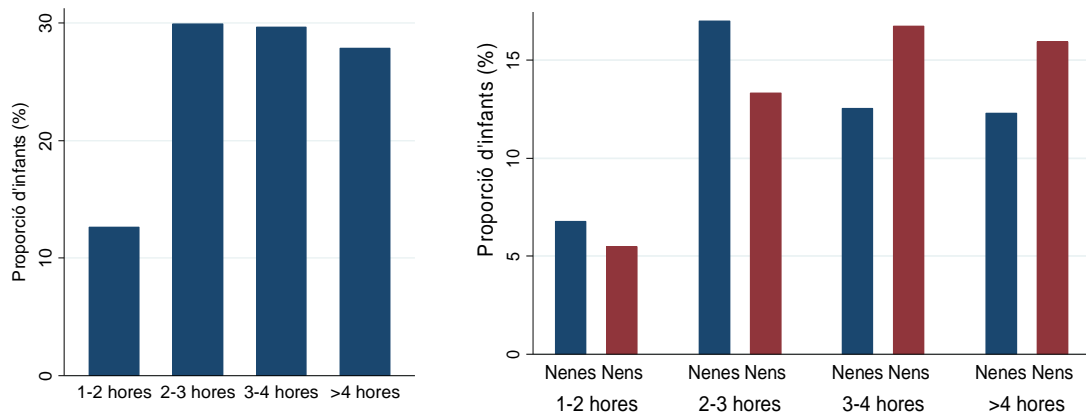 Proporció d'infants (%)
30
20
10
0
1-2 hores 2-3 hores 3-4 hores >4 hores
Proporció d'infants (%)
15
10
5
0
Nenes Nens Nenes Nens Nenes Nens Nenes Nens
1-2 hores 2-3 hores 3-4 hores >4 hores